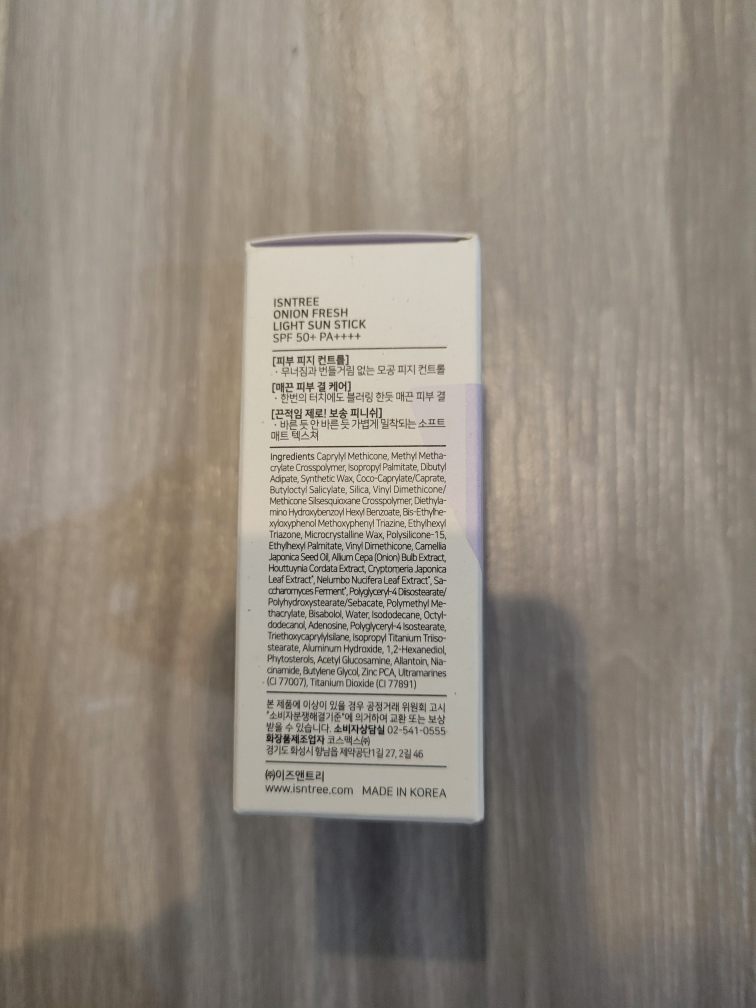 ISNTREE
ONION FRESH
LIGHT SUN STICK
SPF 50+ PA++++
[피부 피지 컨트롤]
· 무너짐과 번들거림 없는 모공 피지 컨트롤
[매끈 피부 결 케어]
· 한번의 터치에도 블러링 한듯 매끈 피부 결
[끈적임 제로! 보송 피니쉬]
· 바른 듯 안 바른 듯 가볍게 밀착되는 소프트
매트 텍스쳐
Ingredients Caprylyl Methicone, Methyl Metha-
crylate Crosspolymer, Isopropyl Palmitate, Dibutyl
Adipate, Synthetic Wax, Coco-Caprylate/Caprate,
Butyloctyl Salicylate, Silica, Vinyl Dimethicone/
Methicone Silsesquioxane Crosspolymer, Diethyla-
mino Hydroxybenzoyl Hexyl Benzoate, Bis-Ethylhe-
xyloxyphenol Methoxyphenyl Triazine, Ethylhexyl
Triazone, Microcrystalline Wax, Polysilicone-15,
Ethylhexyl Palmitate, Vinyl Dimethicone, Camellia
Japonica Seed Oil, Allium Cepa (Onion) Bulb Extract,
Houttuynia Cordata Extract, Cryptomeria Japonica
Leaf Extract*, Nelumbo Nucifera Leaf Extract*, Sa-
ccharomyces Ferment*, Polyglyceryl-4 Diisostearate/
Polyhydroxystearate/Sebacate, Polymethyl Me-
thacrylate, Bisabolol, Water, Isododecane, Octyl-
dodecanol, Adenosine, Polyglyceryl-4 Isostearate,
Triethoxycaprylylsilane, Isopropyl Titanium Triiso-
stearate, Aluminum Hydroxide, 1,2-Hexanediol,
Phytosterols, Acetyl Glucosamine, Allantoin, Nia-
cinamide, Butylene Glycol, Zinc PCA, Ultramarines
(CI 77007), Titanium Dioxide (CI 77891)
본 제품에 이상이 있을 경우 공정거래 위원회 고시
"소비자분쟁해결기준"에 의거하여 교환 또는 보상
받을 수 있습니다. 소비자상담실 02-541-0555
화장품제조업자 코스맥스㈜
경기도 화성시 향남읍 제약공단1길 27, 2길 46
㈜이즈앤트리
www.isntree.com MADE IN KOREA